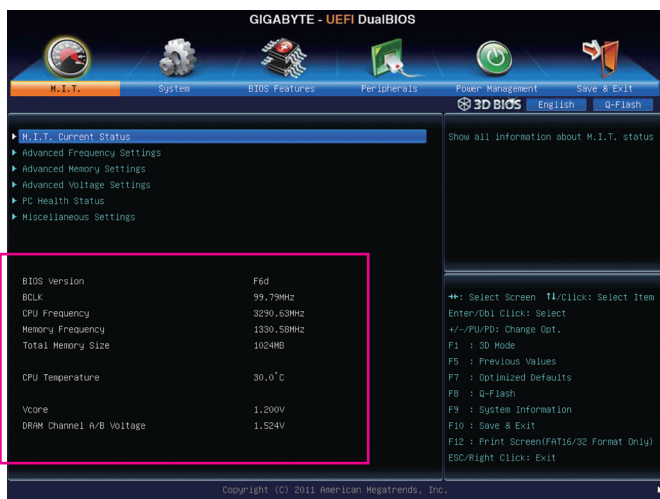 GIGABYTE - UEFI DualBIOS
M.I.T. System BIOS Features Peripherals Power Management Save & Exit
3D BIOS English Q-Flash
M.I.T. Current Status
Advanced Frequency Settings
Advanced Memory Settings
Advanced Voltage Settings
PC Health Status
Miscellaneous Settings
Show all information about M.I.T. status
BIOS Version F6d
BCLK 99.79MHz
CPU Frequency 3290.63MHz
Memory Frequency 1330.58MHz
Total Memory Size 1024MB
CPU Temperature 30.0°C
Vcore 1.200V
DRAM Channel A/B Voltage 1.524V
→←: Select Screen ↑↓/Click: Select Item
Enter/Dbl Click: Select
+/-/PU/PD: Change Opt.
F1 : 3D Mode
F5 : Previous Values
F7 : Optimized Defaults
F8 : Q-Flash
F9 : System Information
F10 : Save & Exit
F12 : Print Screen(FAT16/32 Format Only)
ESC/Right Click: Exit
Copyright (C) 2011 American Megatrends, Inc.